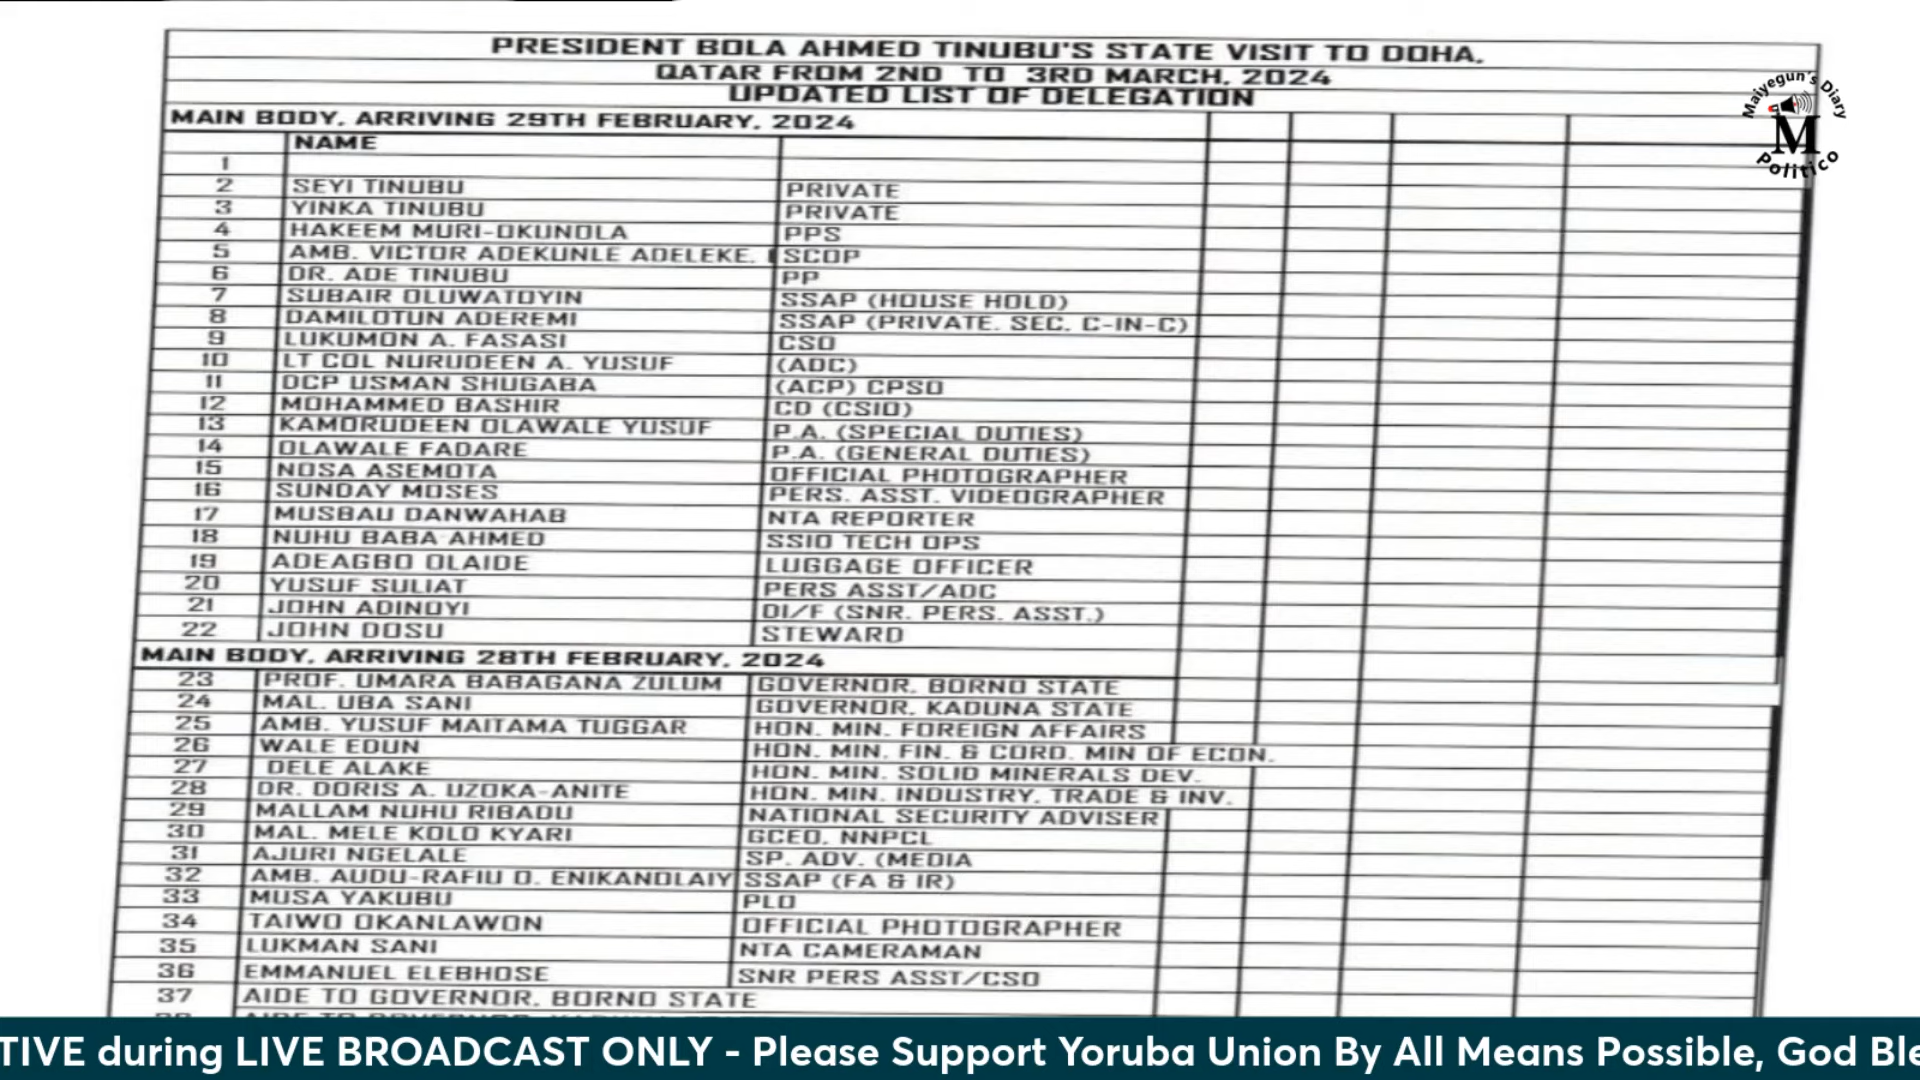 PRESIDENT BOLA AHMED TINUBU'S STATE VISIT TO DOHA,
QATAR FROM 2ND TO 3RD MARCH, 2024
UPDATED LIST OF DELEGATION
MAIN BODY, ARRIVING 29TH FEBRUARY, 2024
NAME
1
2 SEYI TINUBU PRIVATE
3 YINKA TINUBU PRIVATE
4 HAKEEM MURI-OKUNOLA PPS
5 AMB. VICTOR ADEKUNLE ADELEKE. SCOP
6 DR. ADE TINUBU PP
7 SUBAIR OLUWATOYIN SSAP (HOUSE HOLD)
8 DAMILOTUN ADEREMI SSAP (PRIVATE. SEC. C-IN-C)
9 LUKUMON A. FASASI CSO
10 LT COL NURUDEEN A. YUSUF (ADC)
11 DCP USMAN SHUGABA (ACP) CPSO
12 MOHAMMED BASHIR CD (CSIO)
13 KAMORUDEEN OLAWALE YUSUF P.A. (SPECIAL DUTIES)
14 OLAWALE FADARE P.A. (GENERAL DUTIES)
15 NOSA ASEMOTA OFFICIAL PHOTOGRAPHER
16 SUNDAY MOSES PERS. ASST. VIDEOGRAPHER
17 MUSBAU DANWAHAB NTA REPORTER
18 NUHU BABA AHMED SSIO TECH OPS
19 ADEAGBO OLAIDE LUGGAGE OFFICER
20 YUSUF SULIAT PERS ASST/ADC
21 JOHN ADINOYI DI/F (SNR. PERS. ASST.)
22 JOHN DOSU STEWARD
MAIN BODY, ARRIVING 28TH FEBRUARY, 2024
23 PROF. UMARA BABAGANA ZULUM GOVERNOR, BORNO STATE
24 MAL. UBA SANI GOVERNOR, KADUNA STATE
25 AMB. YUSUF MAITAMA TUGGAR HON. MIN. FOREIGN AFFAIRS
26 WALE EDUN HON. MIN. FIN. & CORD. MIN OF ECON.
27 DELE ALAKE HON. MIN. SOLID MINERALS DEV.
28 DR. DORIS A. UZOKA-ANITE HON. MIN. INDUSTRY, TRADE & INV.
29 MALLAM NUHU RIBADU NATIONAL SECURITY ADVISER
30 MAL. MELE KOLO KYARI GCEO, NNPCL
31 AJURI NGELALE SP. ADV. (MEDIA
32 AMB. AUDU-RAFIU O. ENIKANOLAIY SSAP (FA & IR)
33 MUSA YAKUBU PLO
34 TAIWO OKANLAWON OFFICIAL PHOTOGRAPHER
35 LUKMAN SANI NTA CAMERAMAN
36 EMMANUEL ELEBHOSE SNR PERS ASST/CSO
37 AIDE TO GOVERNOR, BORNO STATE
Maiyegun's Diary
M
Politico
TIVE during LIVE BROADCAST ONLY - Please Support Yoruba Union By All Means Possible, God Ble